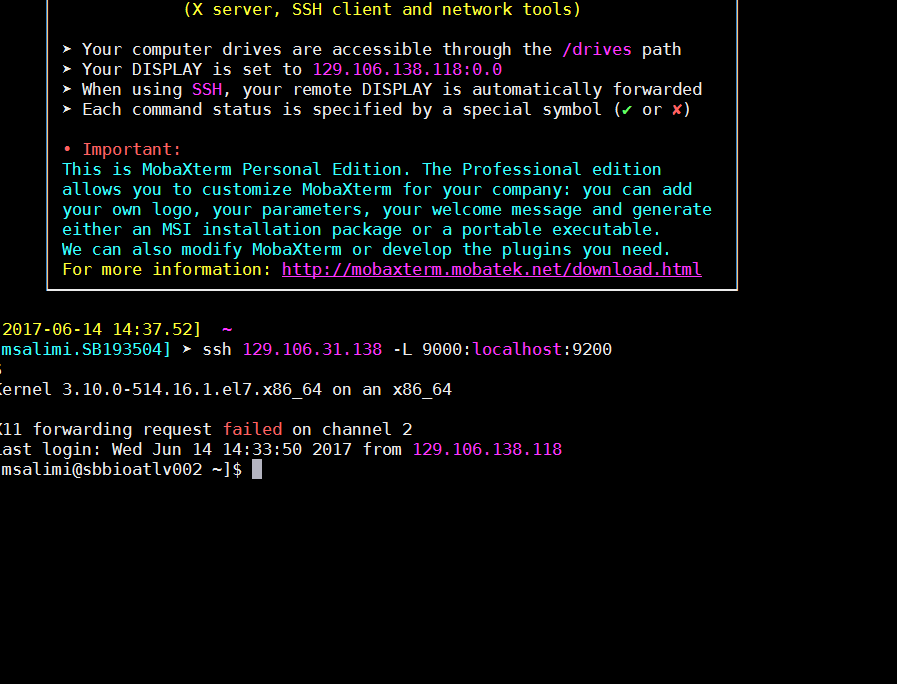 (X server, SSH client and network tools)
➤ Your computer drives are accessible through the /drives path
➤ Your DISPLAY is set to 129.106.138.118:0.0
➤ When using SSH, your remote DISPLAY is automatically forwarded
➤ Each command status is specified by a special symbol (✔ or ✘)
• Important:
This is MobaXterm Personal Edition. The Professional edition
allows you to customize MobaXterm for your company: you can add
your own logo, your parameters, your welcome message and generate
either an MSI installation package or a portable executable.
We can also modify MobaXterm or develop the plugins you need.
For more information: http://mobaxterm.mobatek.net/download.html
2017-06-14 14:37.52] ~
msalimi.SB193504] ➤ ssh 129.106.31.138 -L 9000:localhost:9200
Kernel 3.10.0-514.16.1.el7.x86_64 on an x86_64
X11 forwarding request failed on channel 2
Last login: Wed Jun 14 14:33:50 2017 from 129.106.138.118
msalimi@sbbioatlv002 ~]$